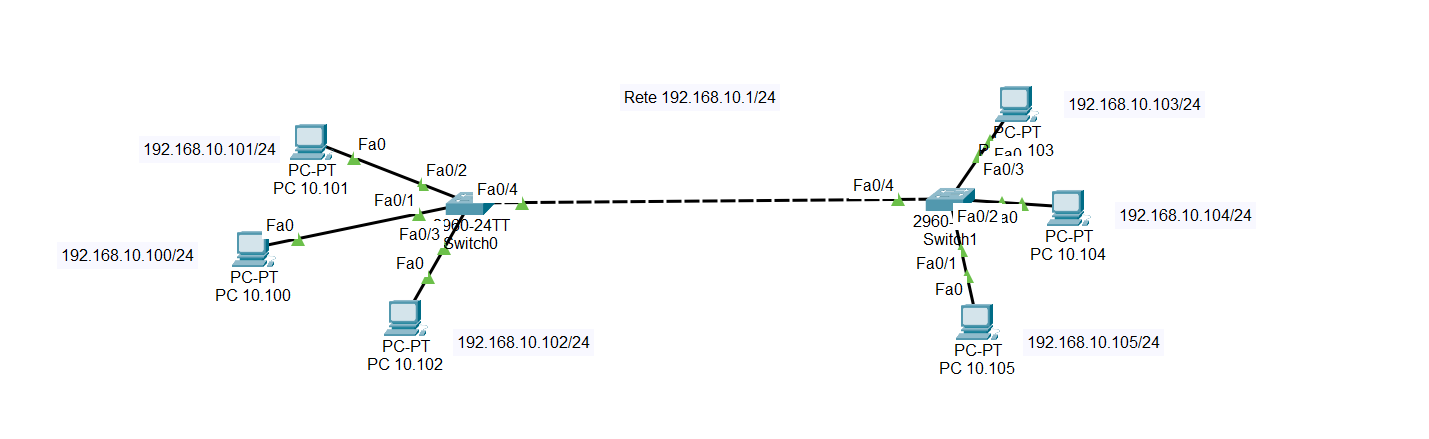 Rete 192.168.10.1/24
192.168.10.101/24
Fa0
PC-PT
PC 10.101
Fa0/2
Fa0/1
Fa0/4
Fa0/3
960-24TT
Switch0
192.168.10.100/24
Fa0
PC-PT
PC 10.100
Fa0
PC-PT
PC 10.102
192.168.10.102/24
192.168.10.103/24
PC-PT
103
Fa0
Fa0/3
Fa0/4
2960-
Switch1
Fa0/2
a0
PC-PT
PC 10.104
192.168.10.104/24
Fa0/1
Fa0
PC-PT
PC 10.105
192.168.10.105/24